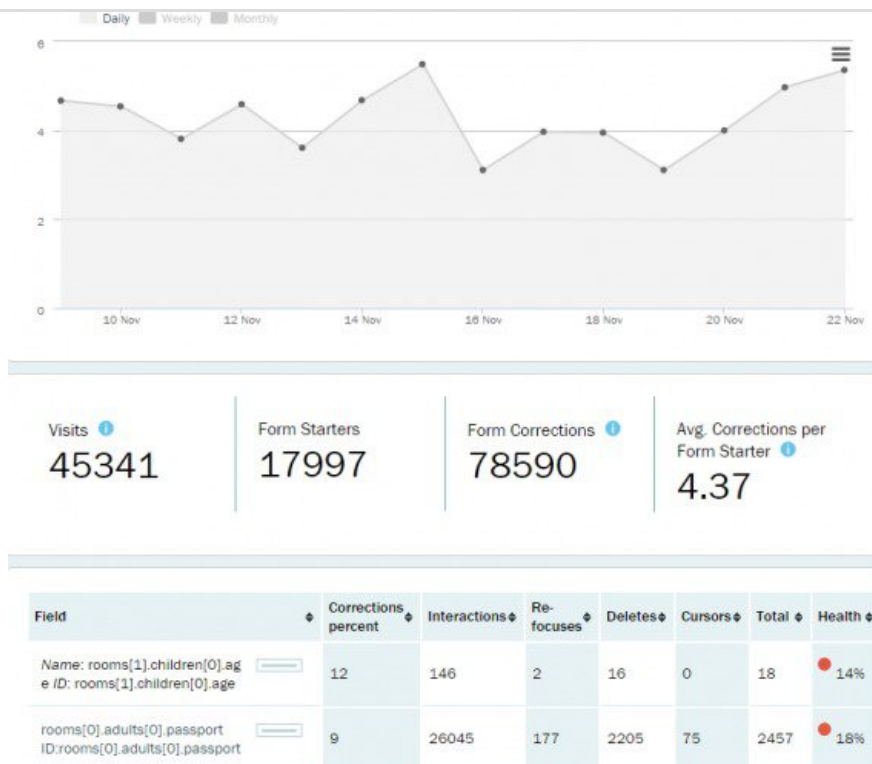 Daily Weekly Monthly
6
4
2
0
10 Nov 12 Nov 14 Nov 16 Nov 18 Nov 20 Nov 22 Nov
Visits
45341
Form Starters
17997
Form Corrections
78590
Avg. Corrections per
Form Starter
4.37
Field Corrections percent Interactions Re-focuses Deletes Cursors Total Health
Name: rooms[1].children[0].ag
e ID: rooms[1].children[0].age
12 146 2 16 0 18 14%
rooms[0].adults[0].passport
ID:rooms[0].adults[0].passport
9 26045 177 2205 75 2457 18%